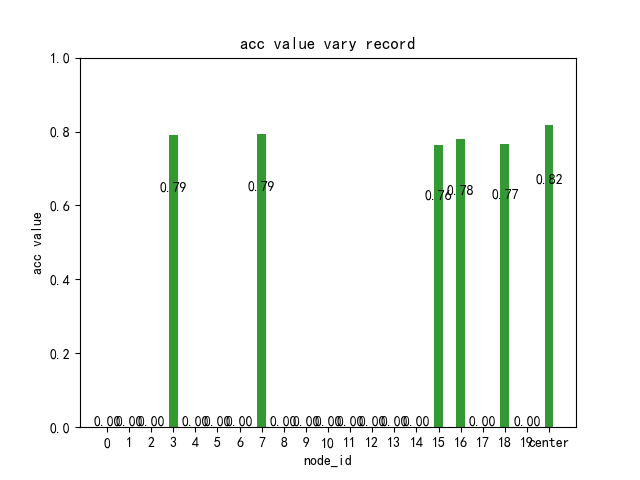 acc value vary record
acc value
1.0
0.8
0.6
0.4
0.2
0.0
0.00 0.00 0.00 0.79 0.00 0.00 0.00 0.79 0.00 0.00 0.00 0.00 0.00 0.00 0.00 0.76 0.78 0.00 0.77 0.00 0.82
0 1 2 3 4 5 6 7 8 9 10 11 12 13 14 15 16 17 18 19 center
node_id